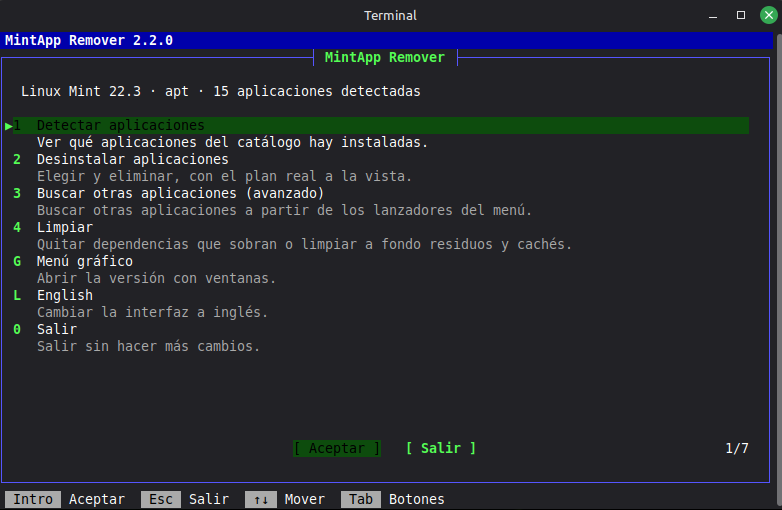 Terminal
MintApp Remover 2.2.0
MintApp Remover
Linux Mint 22.3 · apt · 15 aplicaciones detectadas
▶1 Detectar aplicaciones
Ver qué aplicaciones del catálogo hay instaladas.
2 Desinstalar aplicaciones
Elegir y eliminar, con el plan real a la vista.
3 Buscar otras aplicaciones (avanzado)
Buscar otras aplicaciones a partir de los lanzadores del menú.
4 Limpiar
Quitar dependencias que sobran o limpiar a fondo residuos y cachés.
G Menú gráfico
Abrir la versión con ventanas.
L English
Cambiar la interfaz a inglés.
0 Salir
Salir sin hacer más cambios.
[ Aceptar ] [ Salir ] 1/7
Intro Aceptar Esc Salir ↑↓ Mover Tab Botones